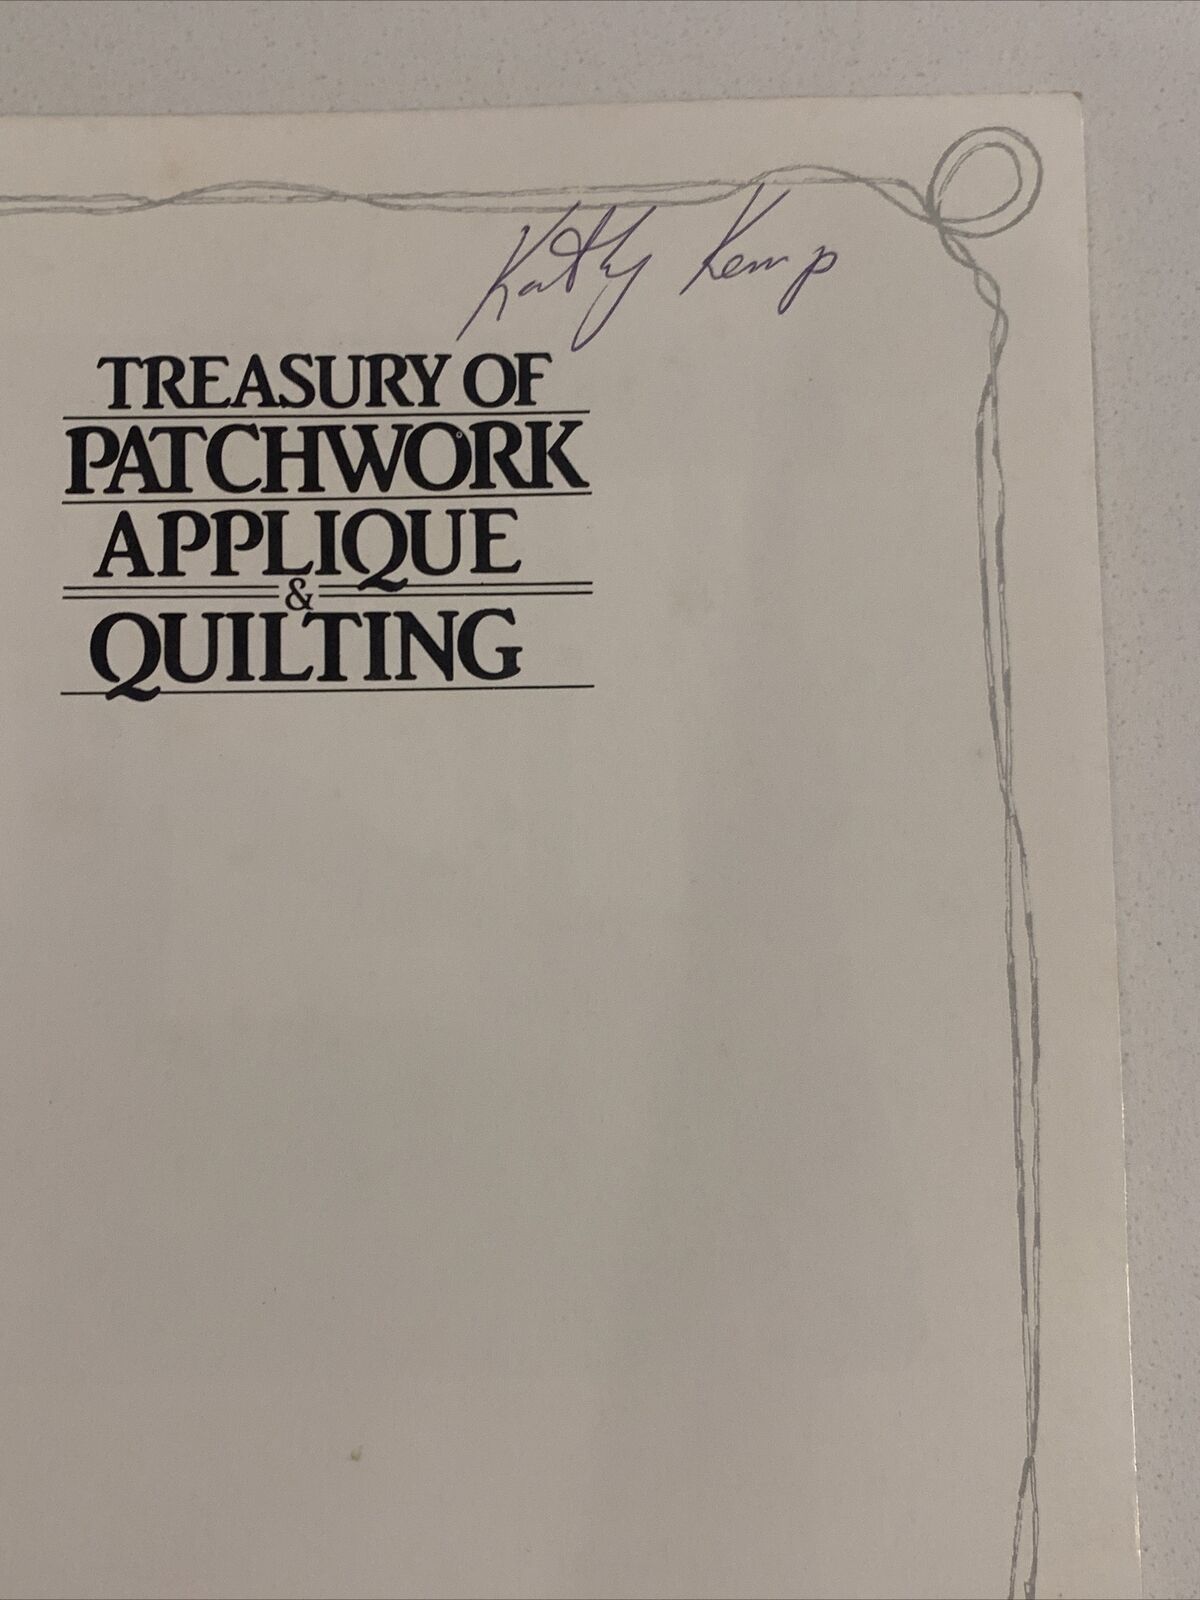 Kathy Kemp
TREASURY OF
PATCHWORK
APPLIQUE
&
QUILTING